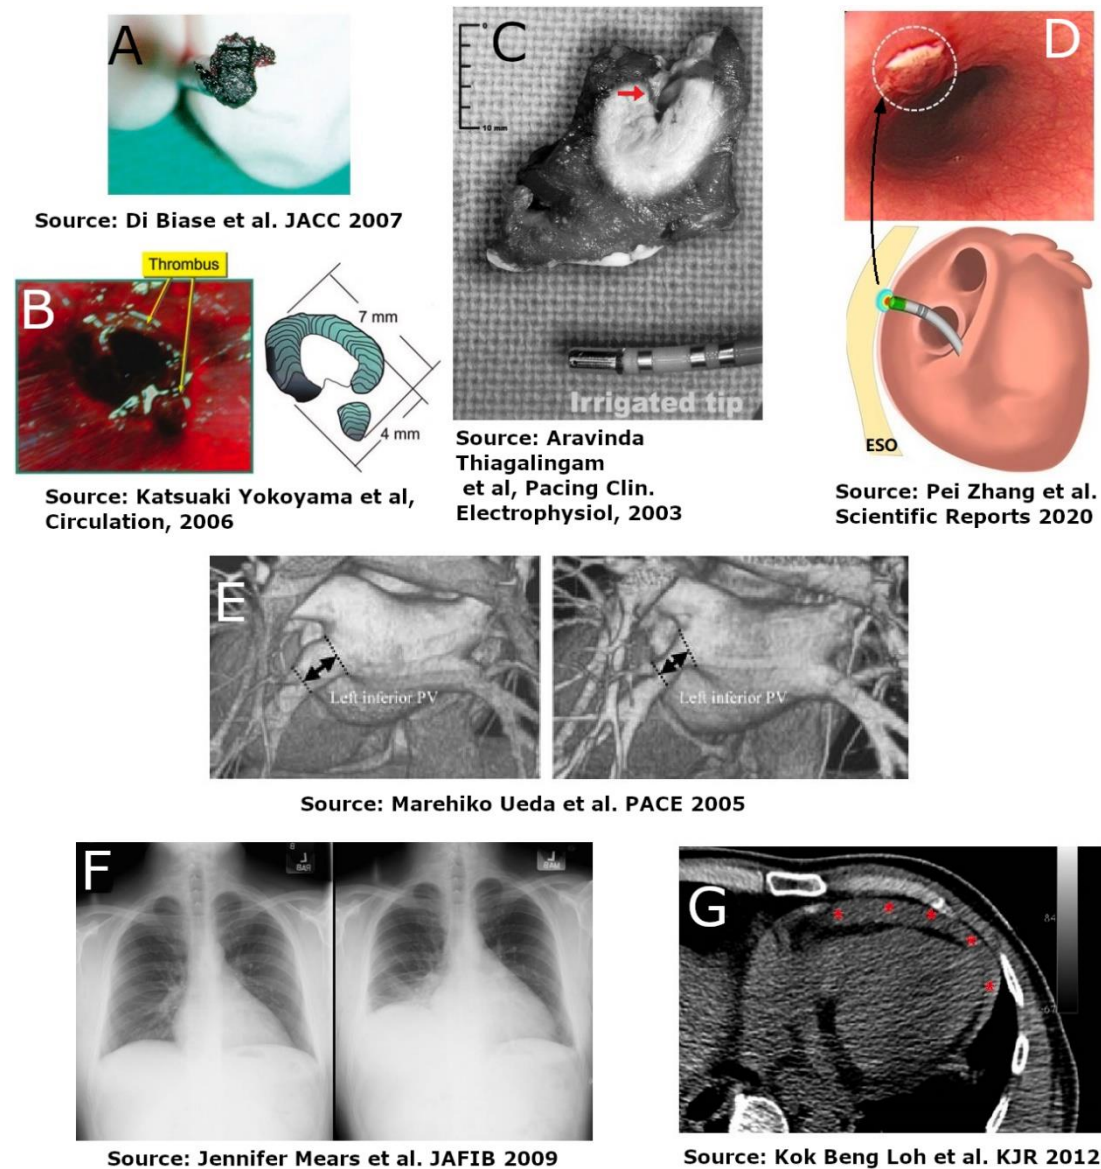 A
Source: Di Biase et al. JACC 2007
B
Thrombus
7 mm
4 mm
Source: Katsuaki Yokoyama et al,
Circulation, 2006
C
0
10 mm
Irrigated tip
Source: Aravinda
Thiagalingam
et al, Pacing Clin.
Electrophysiol, 2003
D
ESO
Source: Pei Zhang et al.
Scientific Reports 2020
E
Left inferior PV
Left inferior PV
Source: Marehiko Ueda et al. PACE 2005
F
L
BAR
L
Source: Jennifer Mears et al. JAFIB 2009
G
Source: Kok Beng Loh et al. KJR 2012